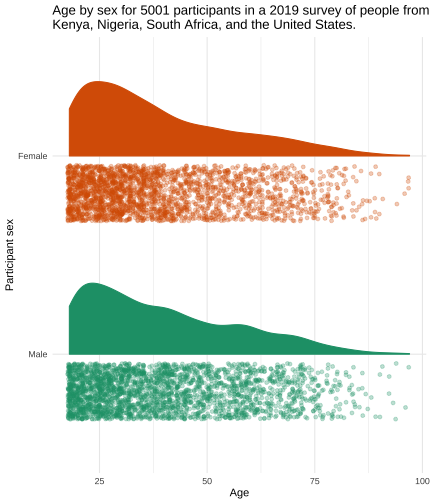 Age by sex for 5001 participants in a 2019 survey of people from
Kenya, Nigeria, South Africa, and the United States.
Female
Participant sex
Male
25 50 75 100
Age